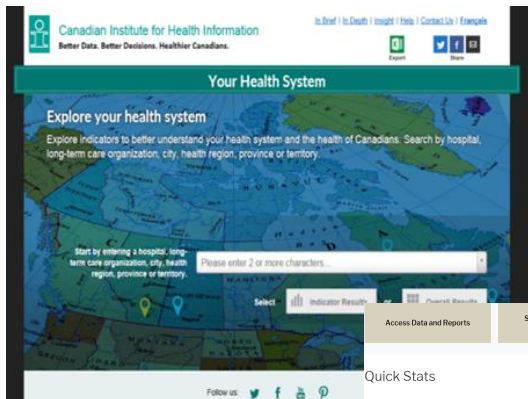 Canadian Institute for Health Information
Better Data. Better Decisions. Healthier Canadians.
In Brief | In Depth | Insight | Help | Contact Us | Français
Export
Share
Your Health System
Explore your health system
Explore indicators to better understand your health system and the health of Canadians. Search by hospital,
long-term care organization, city, health region, province or territory.
Start by entering a hospital, long-
term care organization, city, health
region, province or territory.
Please enter 2 or more characters...
Select
Indicator Results
or
Overall Results
Access Data and Reports
S
Quick Stats
Follow us: